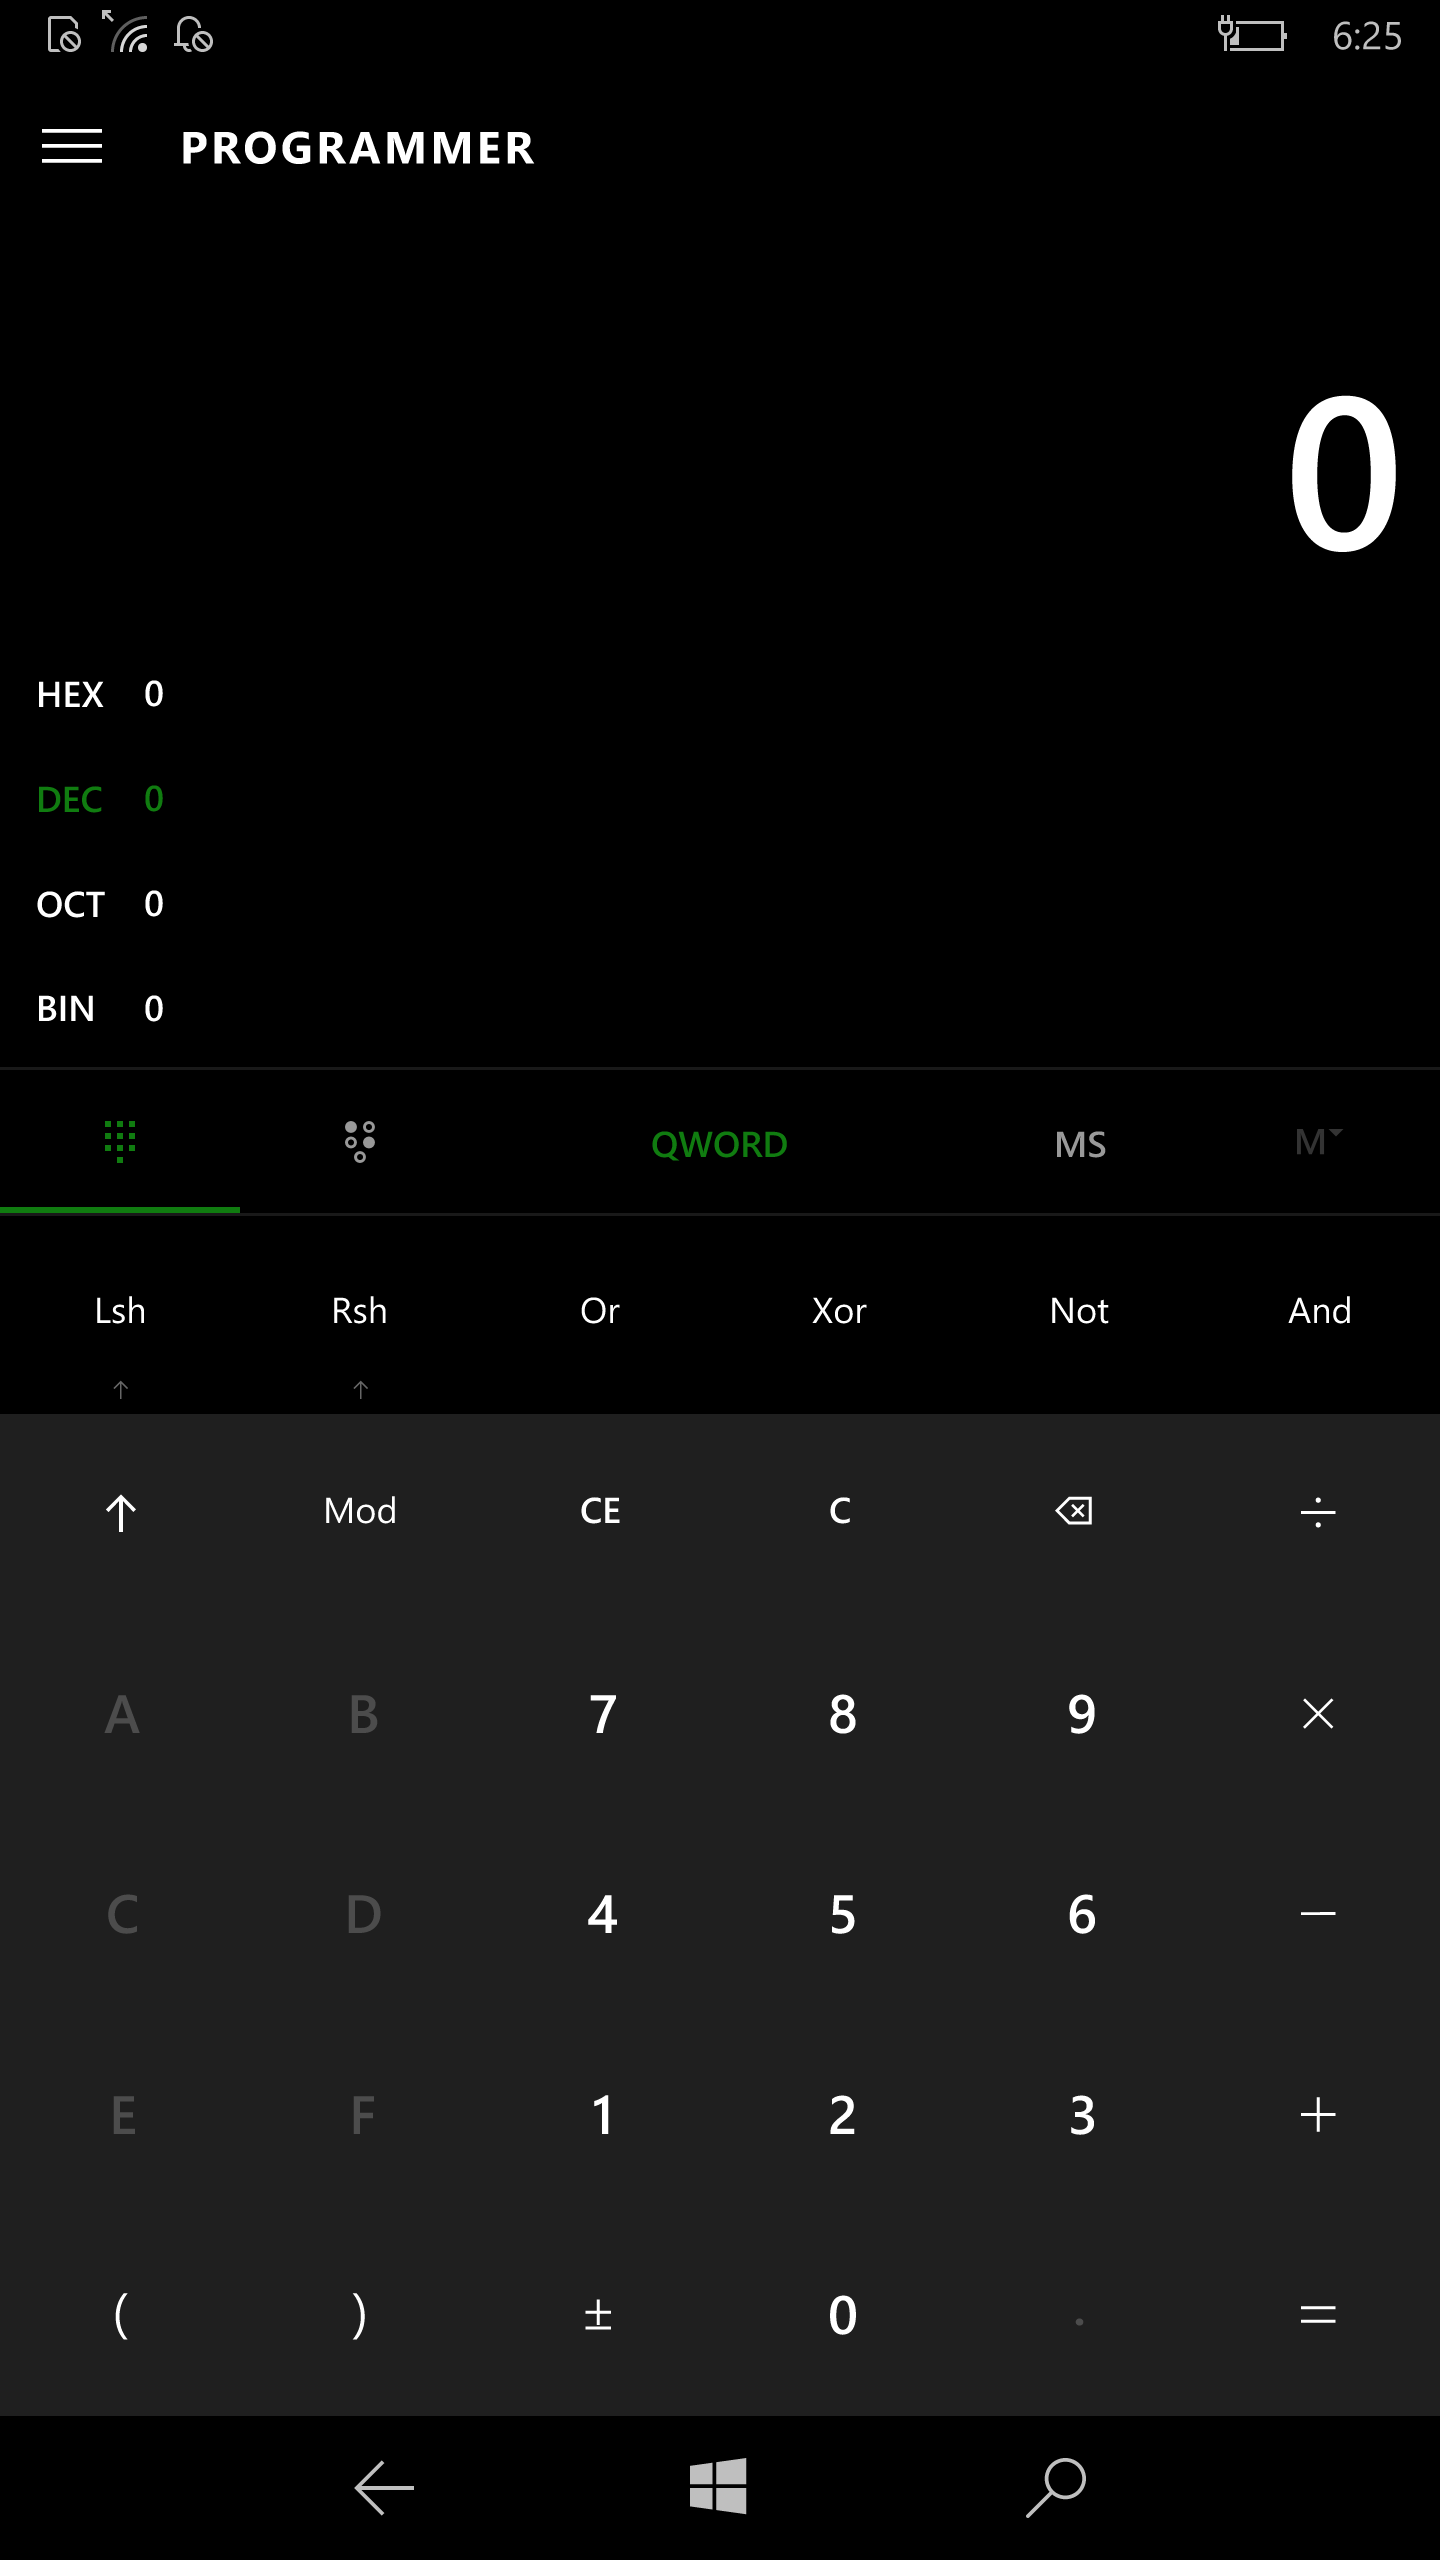 6:25
PROGRAMMER
0
HEX 0
DEC 0
OCT 0
BIN 0
QWORD MS M
Lsh Rsh Or Xor Not And
↑ ↑
↑ Mod CE C ÷
A B 7 8 9 ×
C D 4 5 6 −
E F 1 2 3 +
( ) ± 0 . =